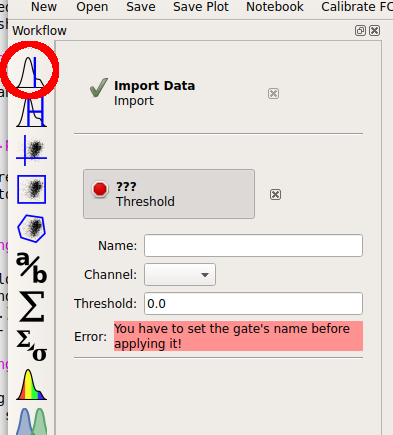 New Open Save Save Plot Notebook Calibrate FC
Workflow
Import Data
Import
???
Threshold
Name:
Channel:
Threshold: 0.0
Error: You have to set the gate's name before
applying it!
a/b
Σ
Σ σ